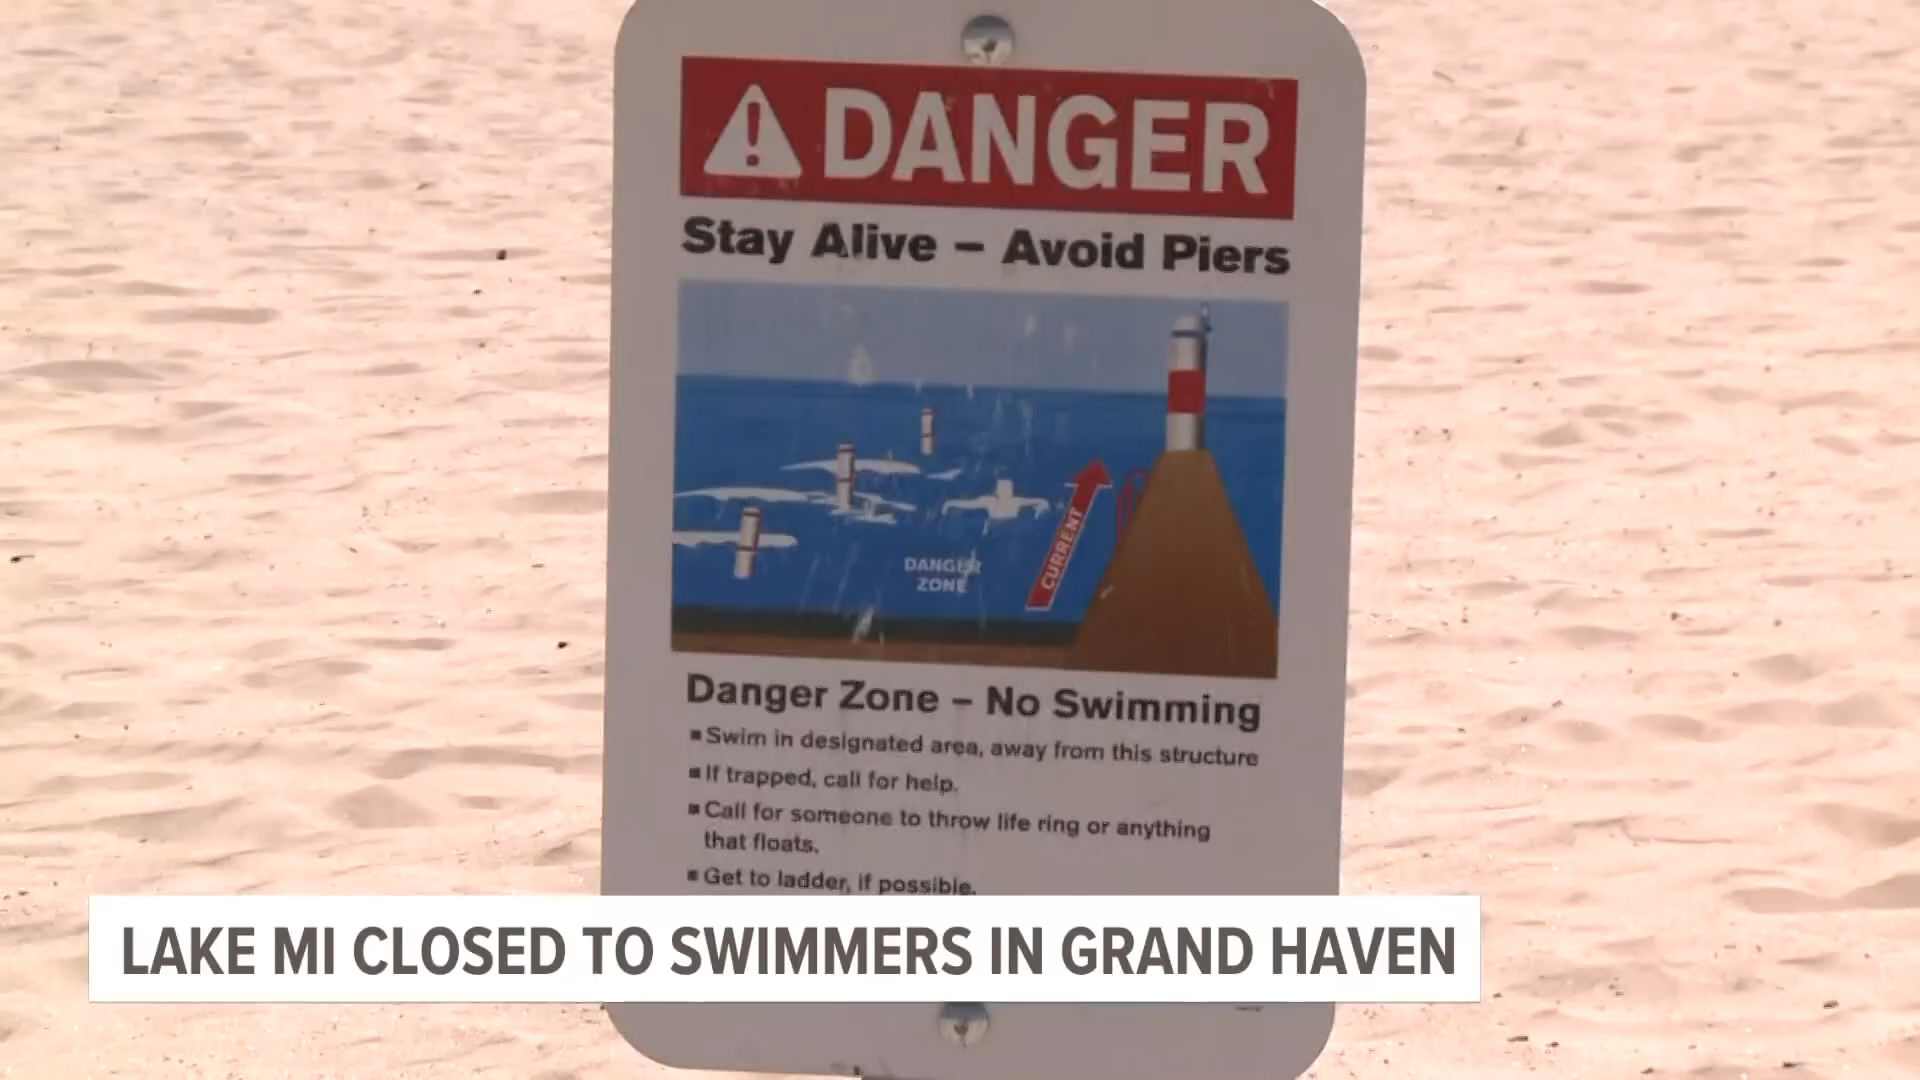 DANGER
Stay Alive – Avoid Piers
DANGER
ZONE
CURRENT
Danger Zone – No Swimming
▪ Swim in designated area, away from this structure
▪ If trapped, call for help.
▪ Call for someone to throw life ring or anything
that floats.
▪ Get to ladder, if possible.
LAKE MI CLOSED TO SWIMMERS IN GRAND HAVEN